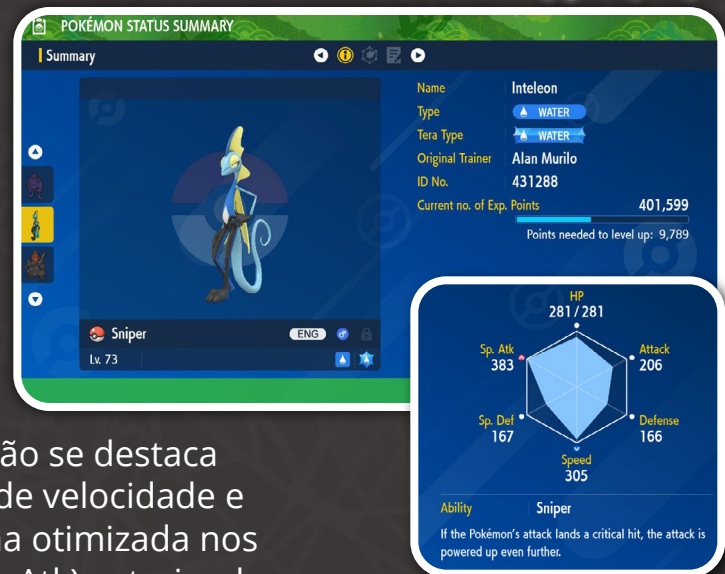 POKÉMON STATUS SUMMARY
Summary
Name Inteleon
Type WATER
Tera Type WATER
Original Trainer Alan Murilo
ID No. 431288
Current no. of Exp. Points 401,599
Points needed to level up: 9,789
Sniper ENG
Lv. 73
HP
281 / 281
Sp. Atk
383
Attack
206
Sp. Def
167
Defense
166
Speed
305
Ability Sniper
If the Pokémon's attack lands a critical hit, the attack is
powered up even further.
ão se destaca
de velocidade e
a otimizada nos